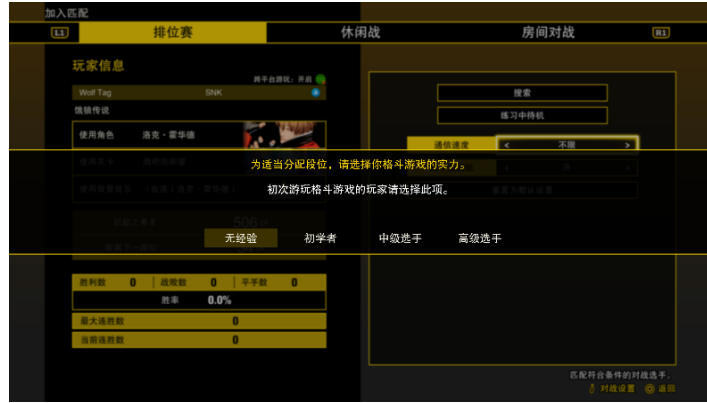 加入匹配
L1 排位赛 休闲战 房间对战 R1
玩家信息
跨平台游玩：开启
Wolf Tag SNK
饿狼传说
使用角色 洛克·霍华德
搜索
练习中待机
通信速度 < 不限 >
为适当分配段位，请选择你格斗游戏的实力。
初次游玩格斗游戏的玩家请选择此项。
无经验 初学者 中级选手 高级选手
胜利数 0 战败数 0 平手数 0
胜率 0.0%
最大连胜数 0
当前连胜数 0
匹配符合条件的对战选手。
对战设置 返回